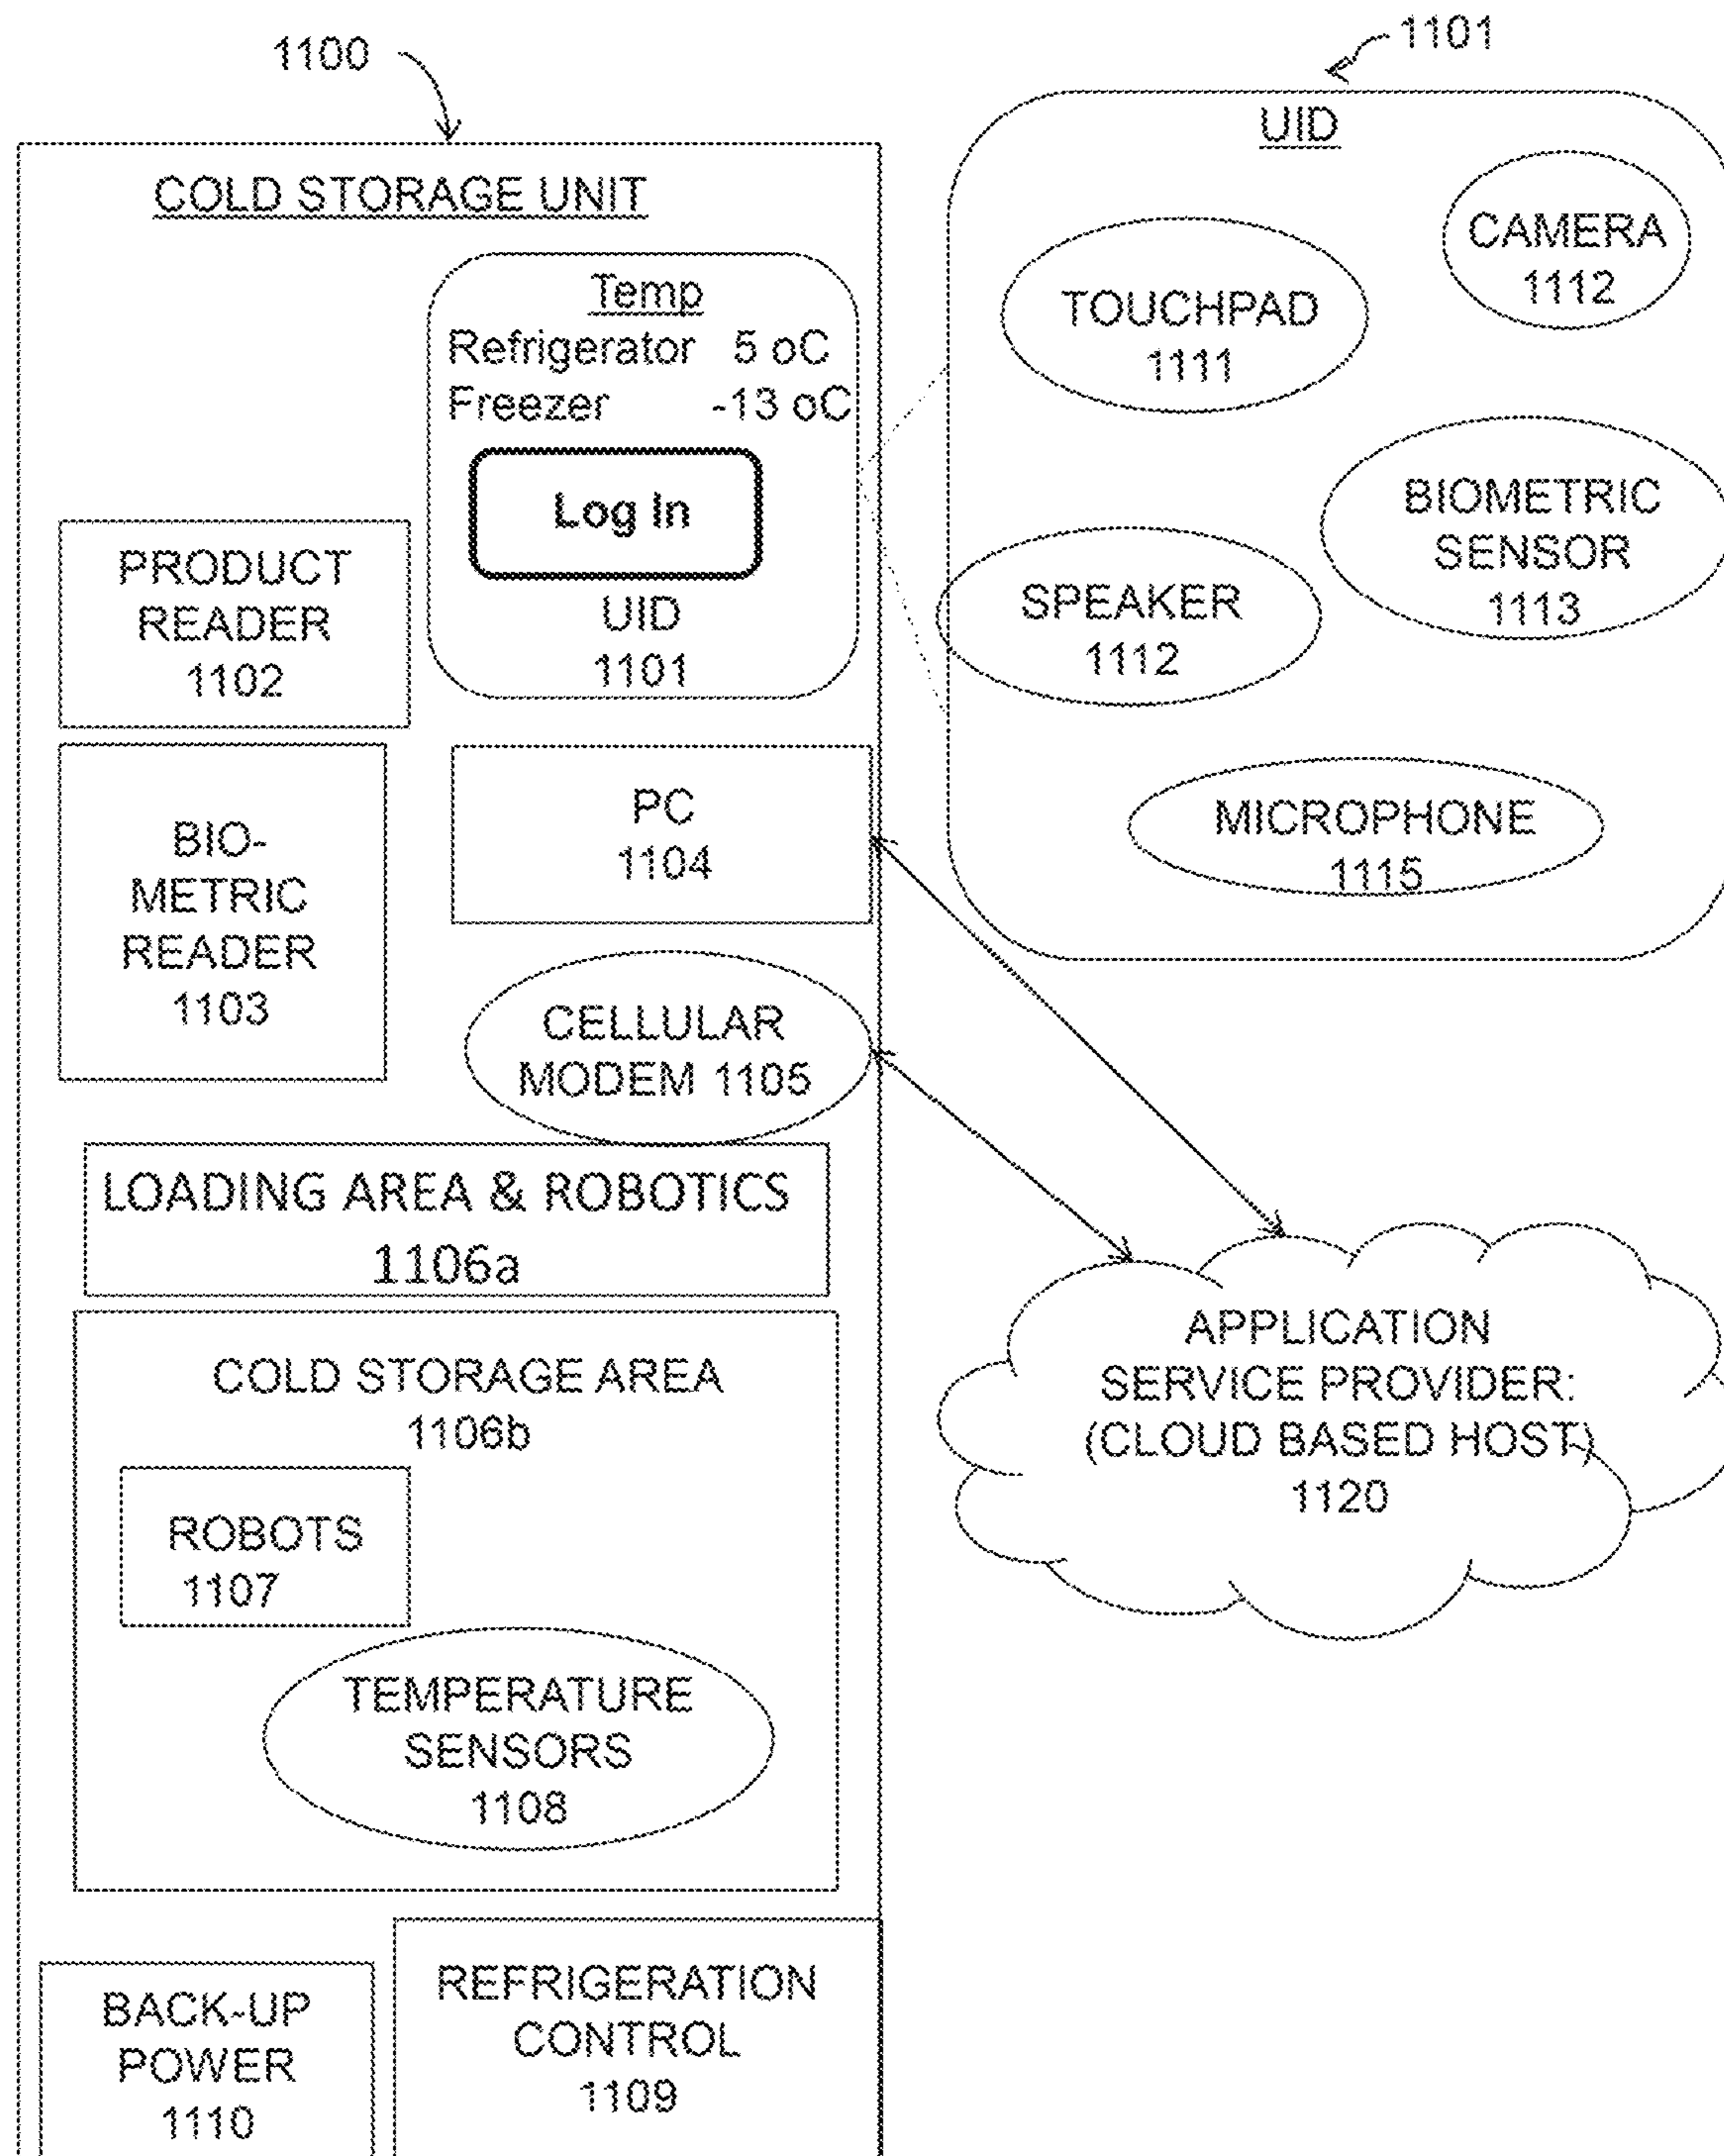 1100
COLD STORAGE UNIT
Temp
Refrigerator 5 oC
Freezer -13 oC
Log In
UID
1101
PRODUCT
READER
1102
BIO-
METRIC
READER
1103
PC
1104
CELLULAR
MODEM 1105
LOADING AREA & ROBOTICS
1106a
COLD STORAGE AREA
1106b
ROBOTS
1107
TEMPERATURE
SENSORS
1108
BACK-UP
POWER
1110
REFRIGERATION
CONTROL
1109
1101
UID
CAMERA
1112
TOUCHPAD
1111
BIOMETRIC
SENSOR
1113
SPEAKER
1112
MICROPHONE
1115
APPLICATION
SERVICE PROVIDER:
(CLOUD BASED HOST)
1120